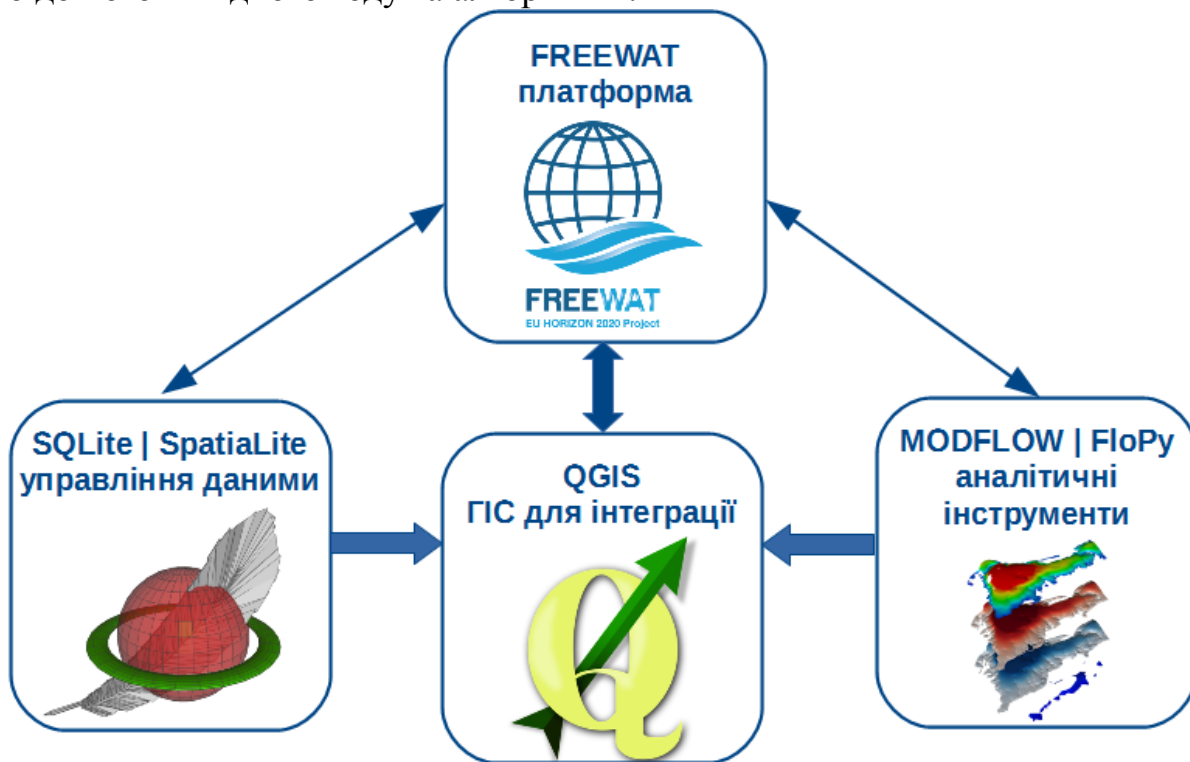 FREEWAT
платформа
FREEWAT
EU HORIZON 2020 Project
SQLite | SpatiaLite
управління даними
QGIS
ГІС для інтеграції
MODFLOW | FloPy
аналітичні
інструменти